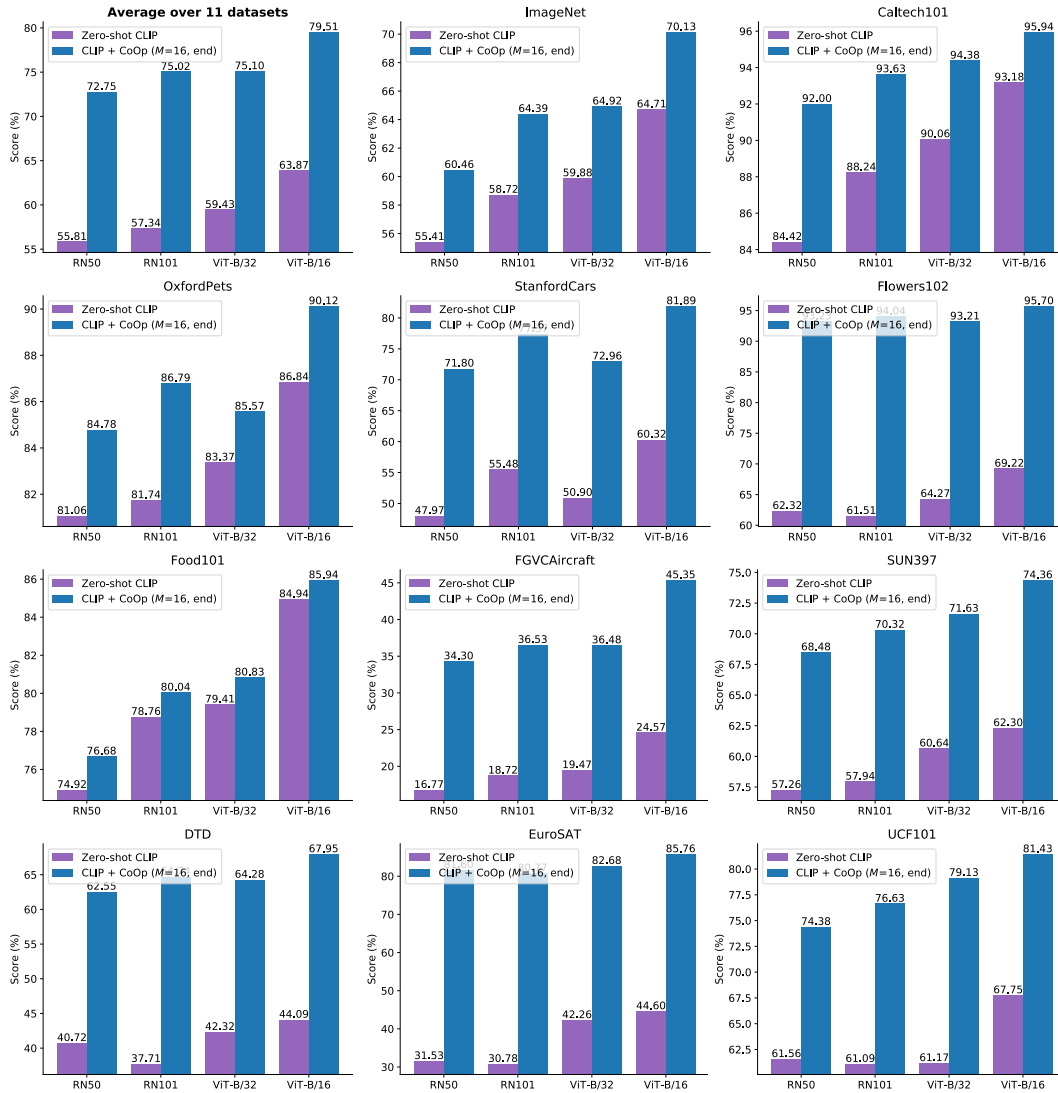 Average over 11 datasets
Zero-shot CLIP
CLIP + CoOp (M=16, end)
Score (%)
80
75
70
65
60
55
55.81
72.75
57.34
75.02
59.43
75.10
63.87
79.51
RN50
RN101
ViT-B/32
ViT-B/16
ImageNet
Zero-shot CLIP
CLIP + CoOp (M=16, end)
Score (%)
70
68
66
64
62
60
58
56
55.41
60.46
58.72
64.39
59.88
64.92
64.71
70.13
RN50
RN101
ViT-B/32
ViT-B/16
Caltech101
Zero-shot CLIP
CLIP + CoOp (M=16, end)
Score (%)
96
94
92
90
88
86
84
84.42
92.00
88.24
93.63
90.06
94.38
93.18
95.94
RN50
RN101
ViT-B/32
ViT-B/16
OxfordPets
Zero-shot CLIP
CLIP + CoOp (M=16, end)
Score (%)
90
88
86
84
82
81.06
84.78
81.74
86.79
83.37
85.57
86.84
90.12
RN50
RN101
ViT-B/32
ViT-B/16
StanfordCars
Zero-shot CLIP
CLIP + CoOp (M=16, end)
Score (%)
80
75
70
65
60
55
50
47.97
71.80
55.48
50.90
72.96
60.32
81.89
RN50
RN101
ViT-B/32
ViT-B/16
Flowers102
Zero-shot CLIP
CLIP + CoOp (M=16, end)
Score (%)
95
90
85
80
75
70
65
60
62.32
61.51
94.04
64.27
93.21
69.22
95.70
RN50
RN101
ViT-B/32
ViT-B/16
Food101
Zero-shot CLIP
CLIP + CoOp (M=16, end)
Score (%)
86
84
82
80
78
76
74.92
76.68
78.76
80.04
79.41
80.83
84.94
85.94
RN50
RN101
ViT-B/32
ViT-B/16
FGVCAircraft
Zero-shot CLIP
CLIP + CoOp (M=16, end)
Score (%)
45
40
35
30
25
20
16.77
34.30
18.72
36.53
19.47
36.48
24.57
45.35
RN50
RN101
ViT-B/32
ViT-B/16
SUN397
Zero-shot CLIP
CLIP + CoOp (M=16, end)
Score (%)
75.0
72.5
70.0
67.5
65.0
62.5
60.0
57.5
57.26
68.48
57.94
70.32
60.64
71.63
62.30
74.36
RN50
RN101
ViT-B/32
ViT-B/16
DTD
Zero-shot CLIP
CLIP + CoOp (M=16, end)
Score (%)
65
60
55
50
45
40
40.72
62.55
37.71
42.32
64.28
44.09
67.95
RN50
RN101
ViT-B/32
ViT-B/16
EuroSAT
Zero-shot CLIP
CLIP + CoOp (M=16, end)
Score (%)
80
70
60
50
40
30
31.53
30.78
42.26
82.68
44.60
85.76
RN50
RN101
ViT-B/32
ViT-B/16
UCF101
Zero-shot CLIP
CLIP + CoOp (M=16, end)
Score (%)
80.0
77.5
75.0
72.5
70.0
67.5
65.0
62.5
61.56
74.38
61.09
76.63
61.17
79.13
67.75
81.43
RN50
RN101
ViT-B/32
ViT-B/16